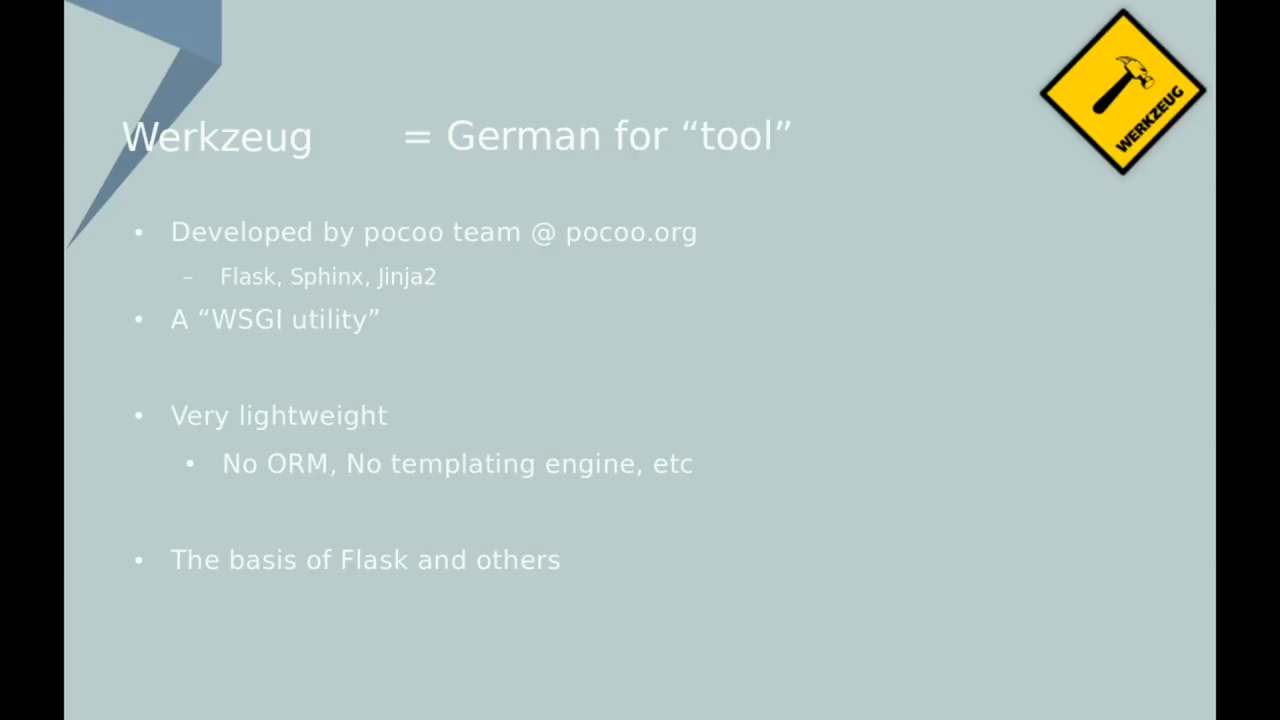 WERKZEUG
Werkzeug = German for “tool”
• Developed by pocoo team @ pocoo.org
– Flask, Sphinx, Jinja2
• A “WSGI utility”
• Very lightweight
• No ORM, No templating engine, etc
• The basis of Flask and others